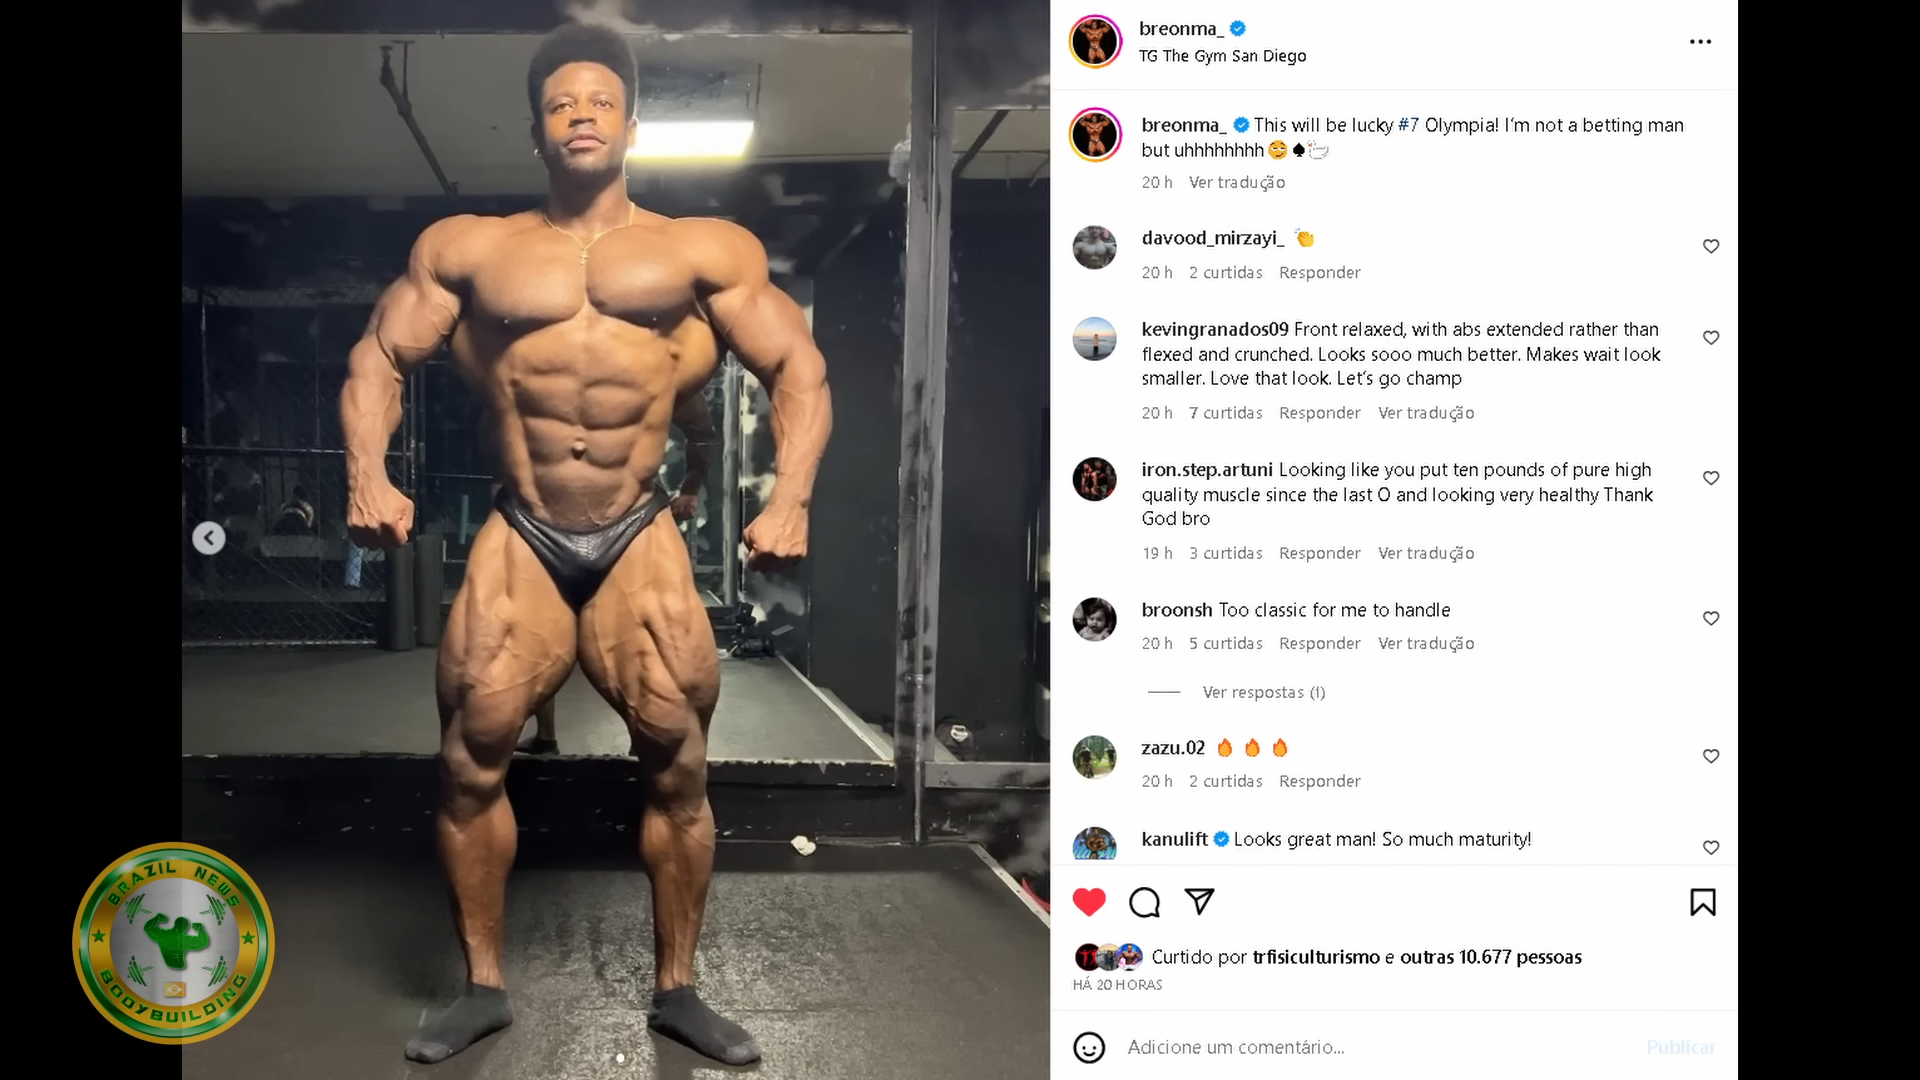 breonma_
TG The Gym San Diego
breonma_ This will be lucky #7 Olympia! I'm not a betting man
but uhhhhhhhh
20 h Ver tradução
davood_mirzayi_
20 h 2 curtidas Responder
kevingranados09 Front relaxed, with abs extended rather than
flexed and crunched. Looks sooo much better. Makes wait look
smaller. Love that look. Let's go champ
20 h 7 curtidas Responder Ver tradução
iron.step.artuni Looking like you put ten pounds of pure high
quality muscle since the last O and looking very healthy Thank
God bro
19 h 3 curtidas Responder Ver tradução
broonsh Too classic for me to handle
20 h 5 curtidas Responder Ver tradução
Ver respostas (1)
zazu.02
20 h 2 curtidas Responder
kanulift Looks great man! So much maturity!
Curtido por trfisiculturismo e outras 10.677 pessoas
HÁ 20 HORAS
Adicione um comentário... Publicar
BRAZIL NEWS
BODYBUILDING